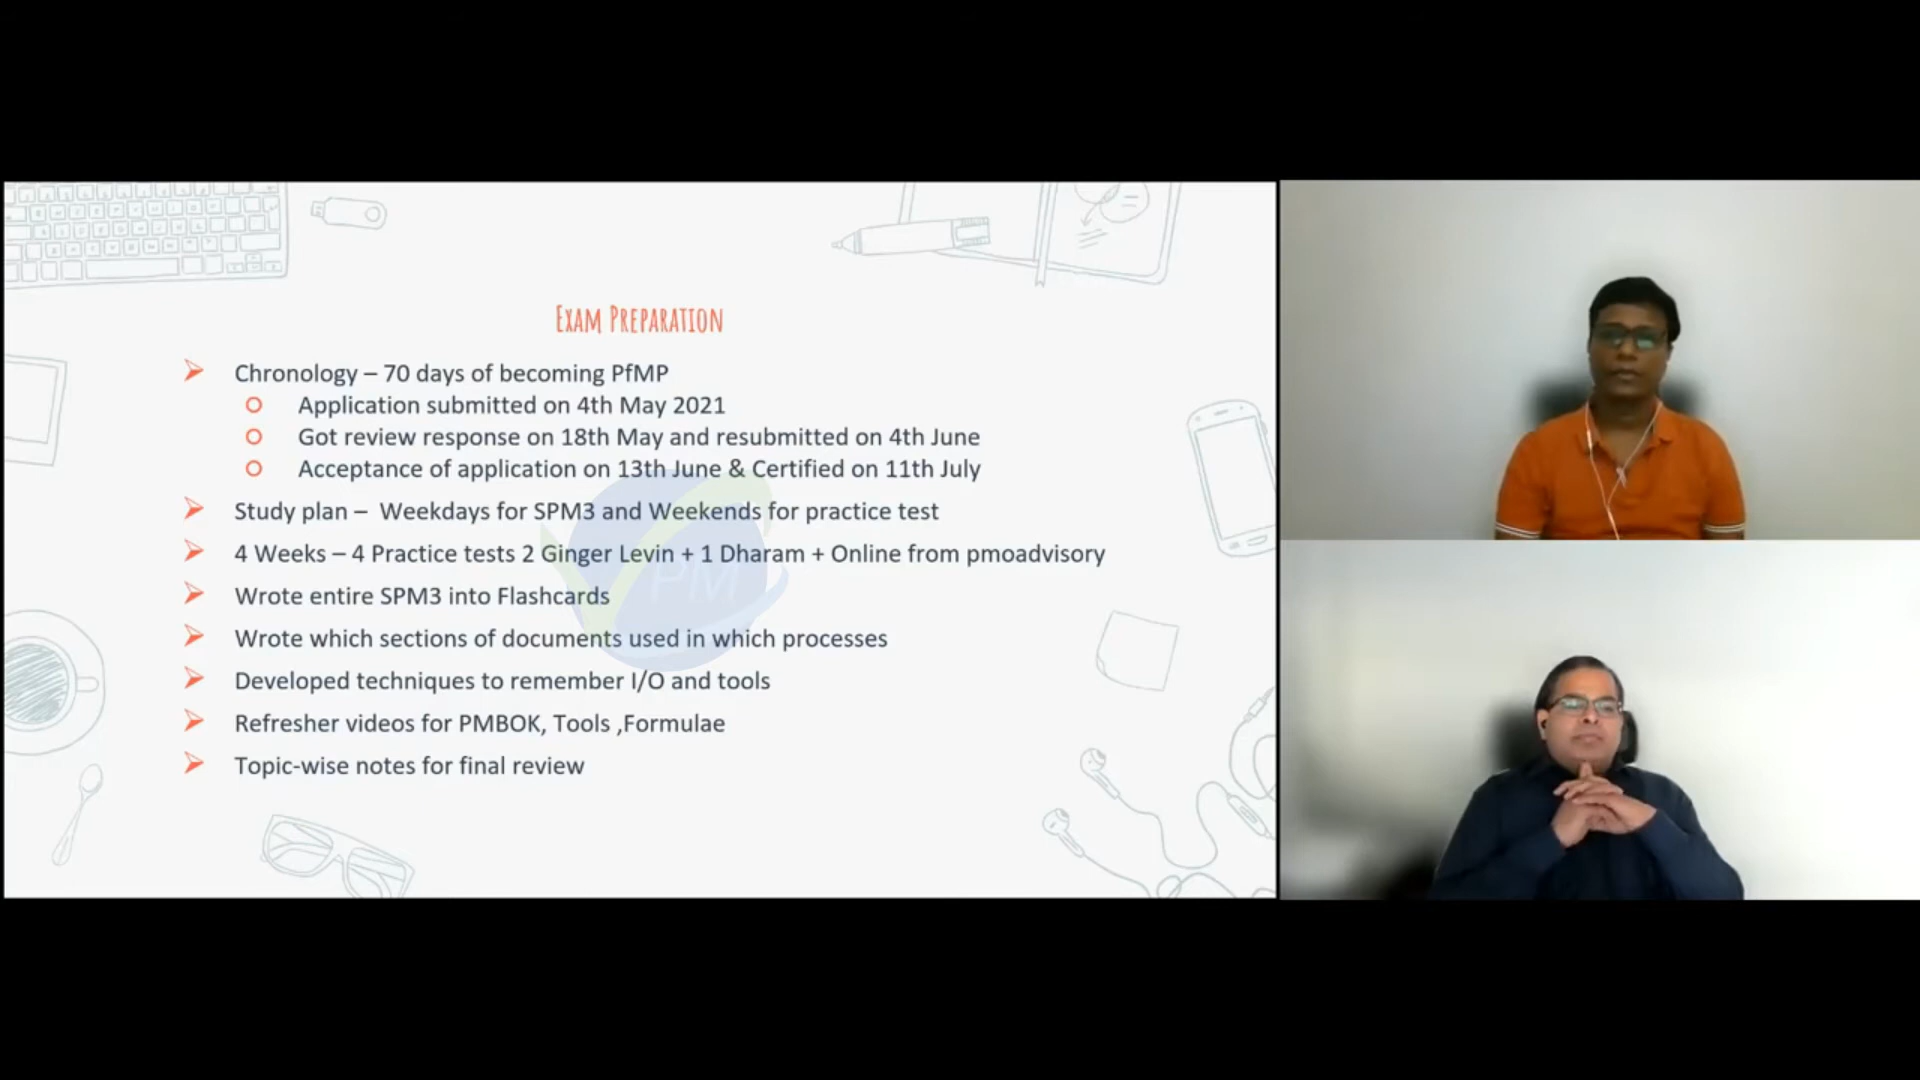 Exam Preparation
Chronology – 70 days of becoming PfMP
Application submitted on 4th May 2021
Got review response on 18th May and resubmitted on 4th June
Acceptance of application on 13th June & Certified on 11th July
Study plan –  Weekdays for SPM3 and Weekends for practice test
4 Weeks – 4 Practice tests 2 Ginger Levin + 1 Dharam + Online from pmoadvisory
Wrote entire SPM3 into Flashcards
PM
Wrote which sections of documents used in which processes
Developed techniques to remember I/O and tools
Refresher videos for PMBOK, Tools ,Formulae
Topic-wise notes for final review